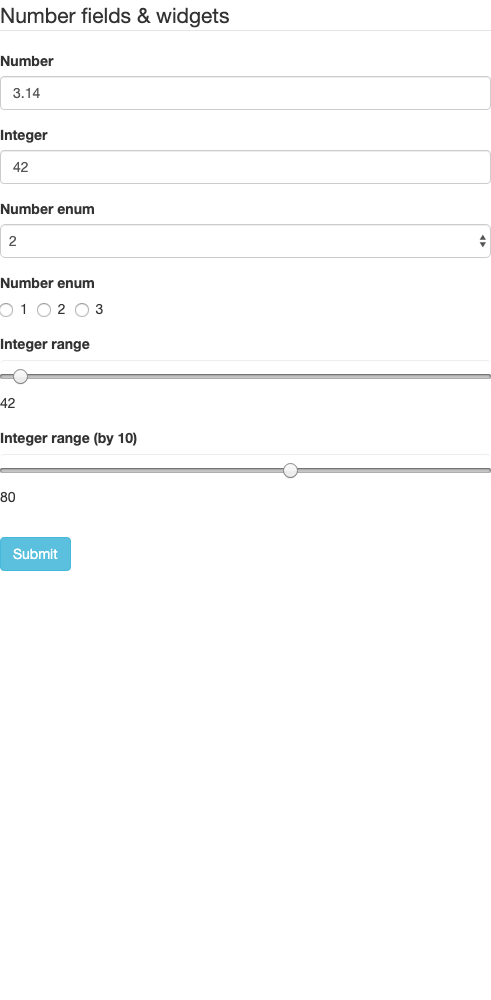 Number fields & widgets
Number
3.14
Integer
42
Number enum
2
Number enum
1 2 3
Integer range
42
Integer range (by 10)
80
Submit